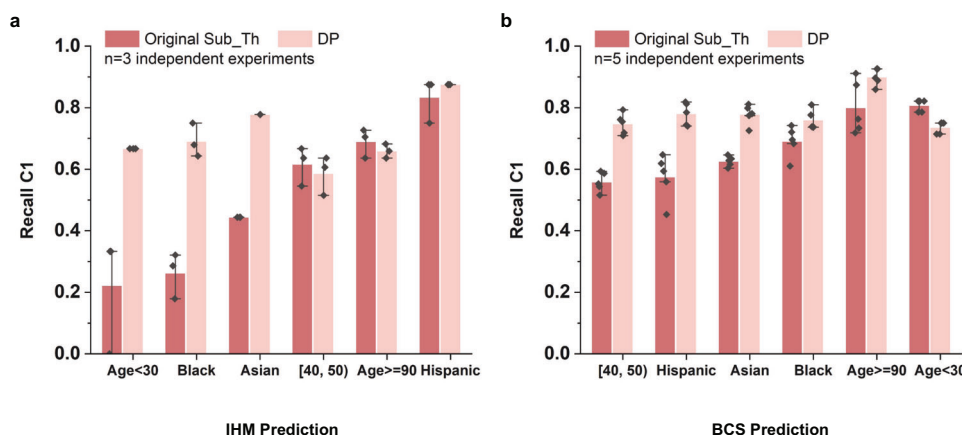 a
Original Sub_Th DP
n=3 independent experiments
Recall C1
1.0
0.8
0.6
0.4
0.2
0.0
Age<30 Black Asian [40, 50) Age>=90 Hispanic
IHM Prediction
b
Original Sub_Th DP
n=5 independent experiments
Recall C1
1.0
0.8
0.6
0.4
0.2
0.0
[40, 50) Hispanic Asian Black Age>=90 Age<30
BCS Prediction